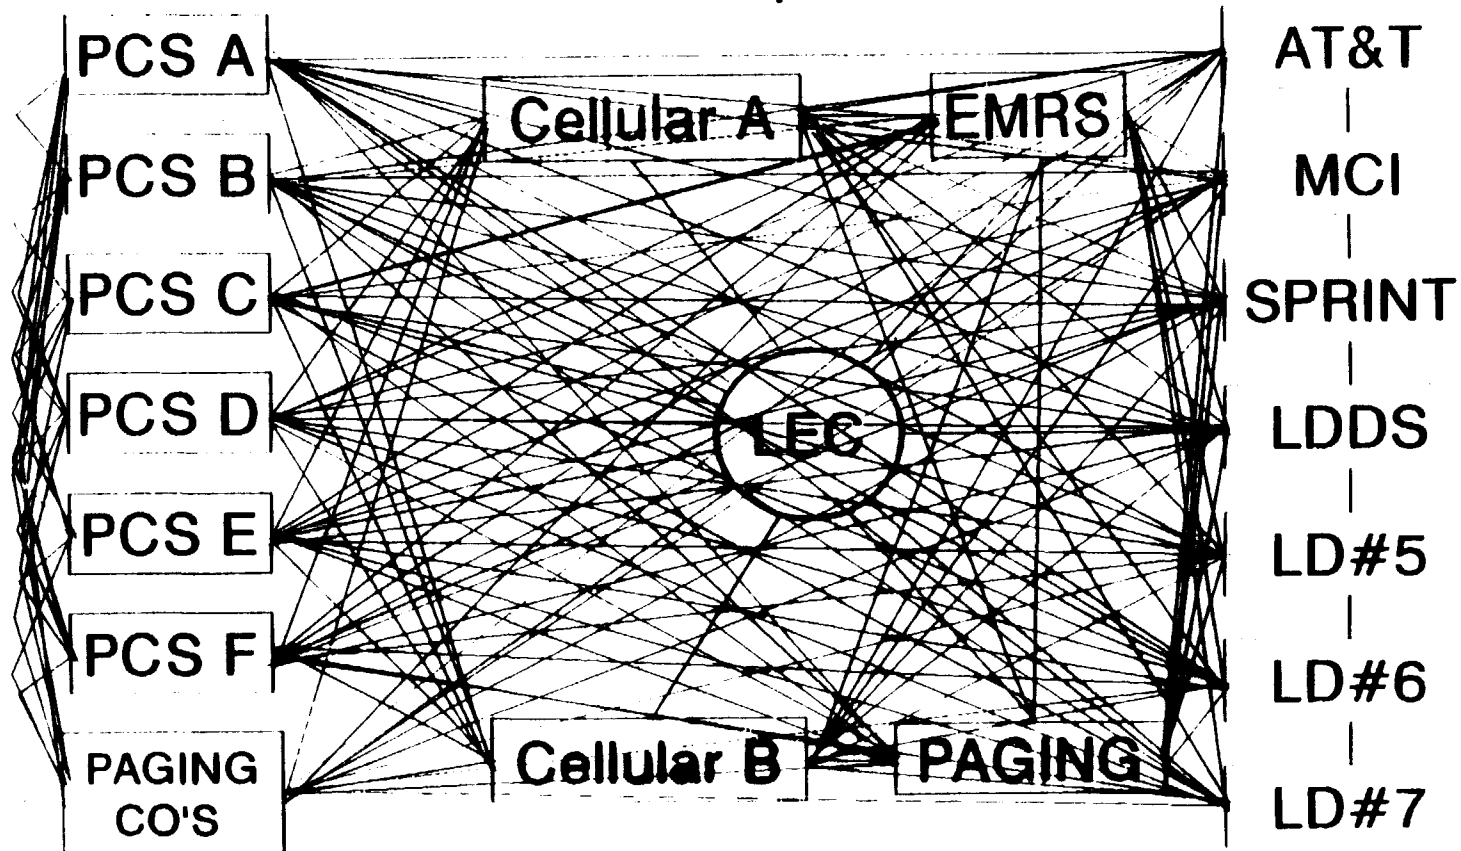 PCS A
PCS B
PCS C
PCS D
PCS E
PCS F
PAGING
CO'S
Cellular A
EMRS
LEC
Cellular B
PAGING
AT&T
MCI
SPRINT
LDDS
LD#5
LD#6
LD#7